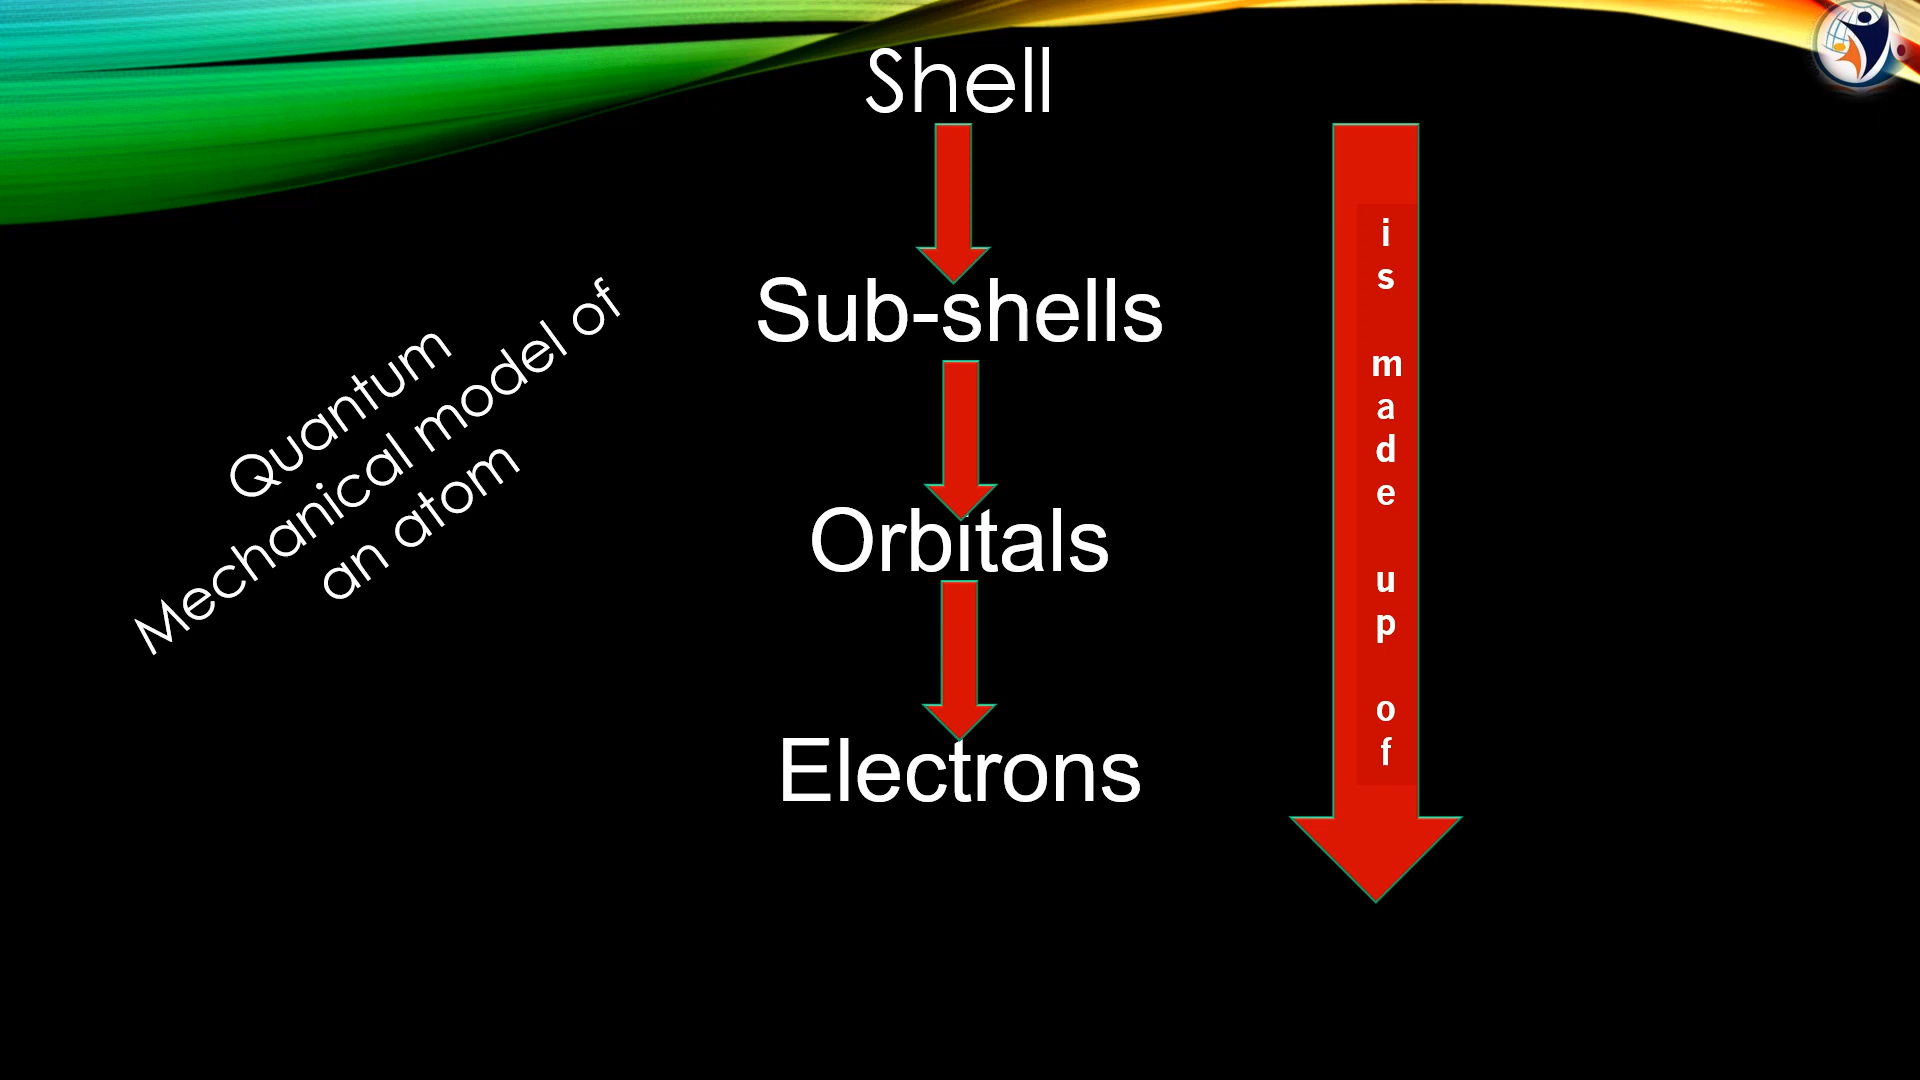 Shell
Sub-shells
Orbitals
Electrons
Quantum
Mechanical model of
an atom
is made up of